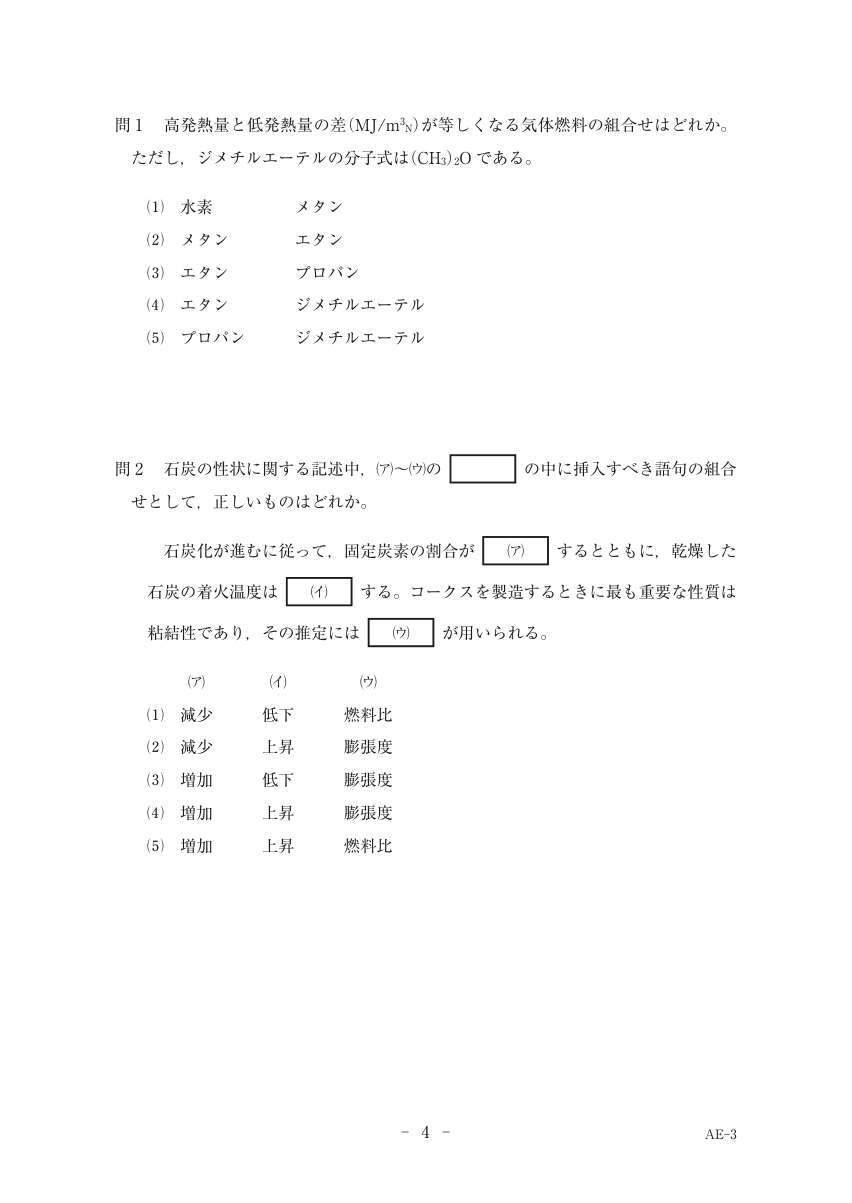 問1 高発熱量と低発熱量の差(MJ/m³N)が等しくなる気体燃料の組合せはどれか。
ただし，ジメチルエーテルの分子式は(CH₃)₂Oである。
(1) 水素 メタン
(2) メタン エタン
(3) エタン プロパン
(4) エタン ジメチルエーテル
(5) プロパン ジメチルエーテル
問2 石炭の性状に関する記述中，(ア)～(ウ)の の中に挿入すべき語句の組合
せとして，正しいものはどれか。
石炭化が進むに従って，固定炭素の割合が (ア) するとともに，乾燥した
石炭の着火温度は (イ) する。コークスを製造するときに最も重要な性質は
粘結性であり，その推定には (ウ) が用いられる。
(ア) (イ) (ウ)
(1) 減少 低下 燃料比
(2) 減少 上昇 膨張度
(3) 増加 低下 膨張度
(4) 増加 上昇 膨張度
(5) 増加 上昇 燃料比
－ 4 －
AE-3